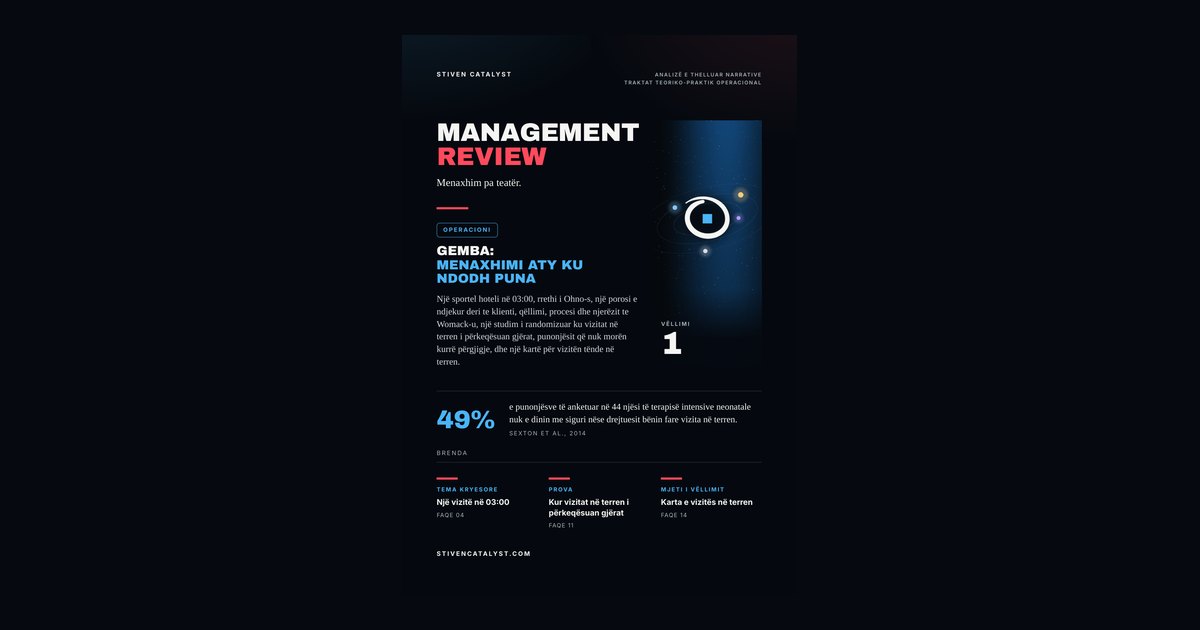 STIVEN CATALYST
ANALIZË E THELLUAR NARRATIVE
TRAKTAT TEORIKO-PRAKTIK OPERACIONAL
MANAGEMENT
REVIEW
Menaxhim pa teatër.
OPERACIONI
GEMBA:
MENAXHIMI ATY KU
NDODH PUNA
Një sportel hoteli në 03:00, rrethi i Ohno-s, një porosi e
ndjekur deri te klienti, qëllimi, procesi dhe njerëzit te
Womack-u, një studim i randomizuar ku vizitat në
terren i përkeqësuan gjërat, punonjësit që nuk morën
kurrë përgjigje, dhe një kartë për vizitën tënde në
terren.
VËLLIMI
1
49%
e punonjësve të anketuar në 44 njësi të terapisë intensive neonatale
nuk e dinin me siguri nëse drejtuesit bënin fare vizita në terren.
SEXTON ET AL., 2014
BRENDA
TEMA KRYESORE
Një vizitë në 03:00
FAQE 04
PROVA
Kur vizitat në terren i
përkeqësuan gjërat
FAQE 11
MJETI I VËLLIMIT
Karta e vizitës në terren
FAQE 14
STIVENCATALYST.COM